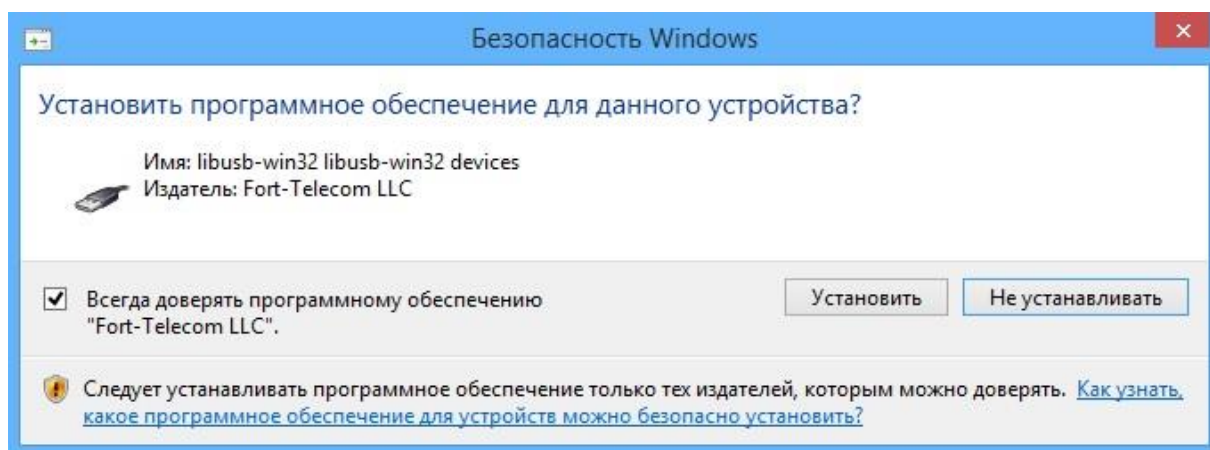 Безопасность Windows
Установить программное обеспечение для данного устройства?
Имя: libusb-win32 libusb-win32 devices
Издатель: Fort-Telecom LLC
Всегда доверять программному обеспечению
"Fort-Telecom LLC".
Установить
Не устанавливать
Следует устанавливать программное обеспечение только тех издателей, которым можно доверять. Как узнать,
какое программное обеспечение для устройств можно безопасно установить?